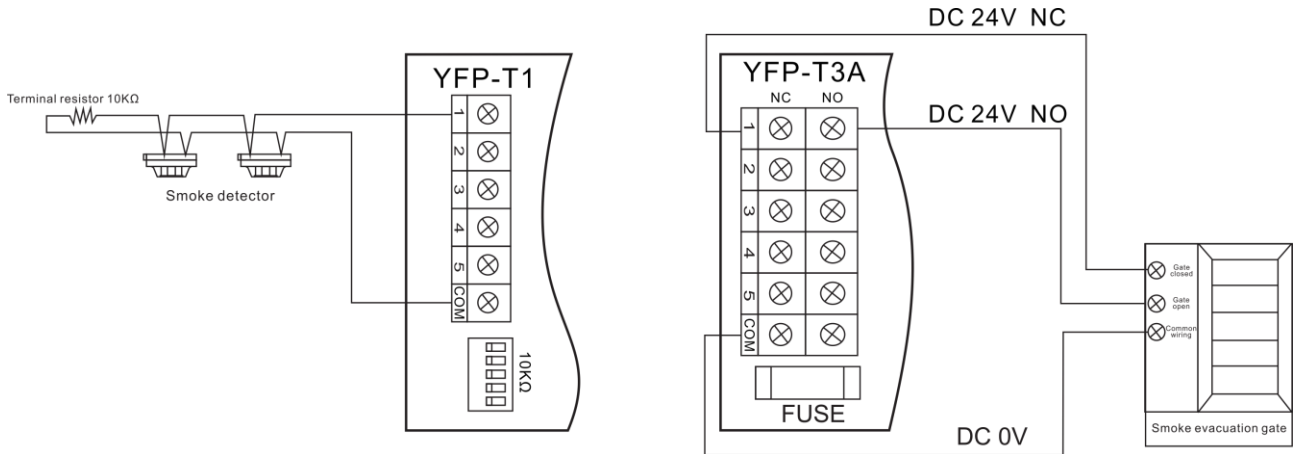 Terminal resistor 10KΩ
Smoke detector
YFP-T1
1
2
3
4
5
COM
10KΩ
DC 24V NC
YFP-T3A
NC NO
DC 24V NO
1
2
3
4
5
COM
FUSE
DC 0V
Gate
closed
Gate
open
Common
wiring
Smoke evacuation gate